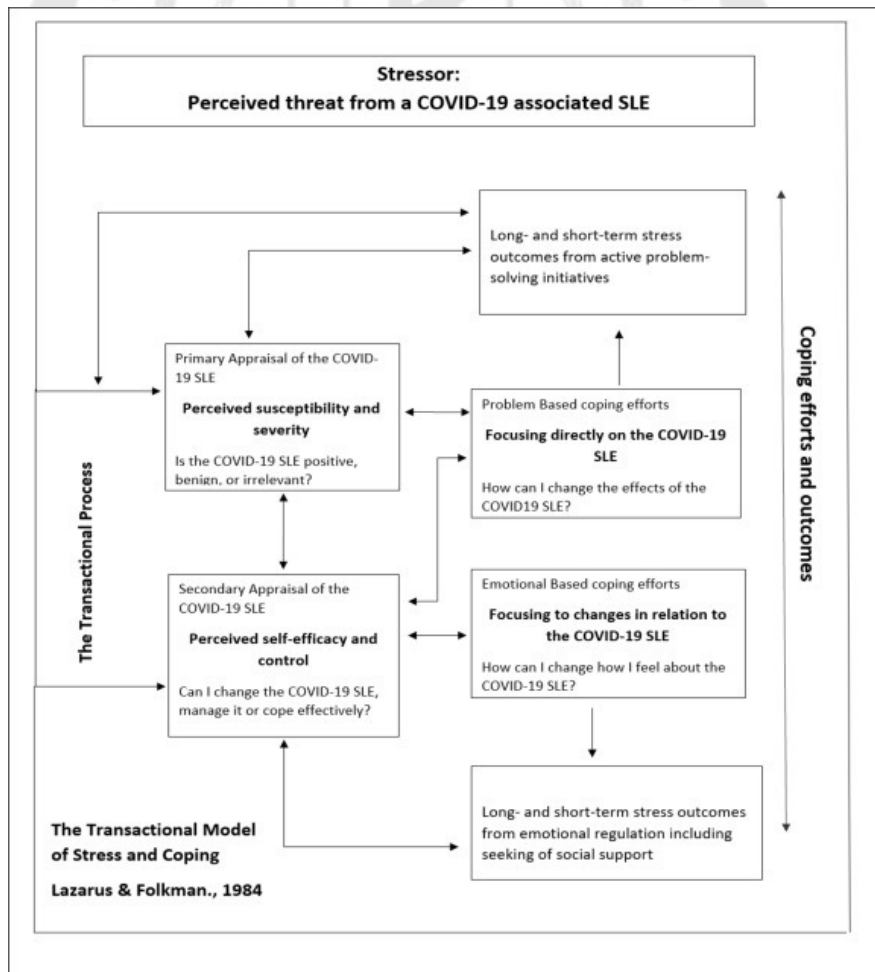 Stressor:
Perceived threat from a COVID-19 associated SLE
Long- and short-term stress
outcomes from active problem-
solving initiatives
Primary Appraisal of the COVID-
19 SLE
Perceived susceptibility and
severity
Is the COVID-19 SLE positive,
benign, or irrelevant?
Problem Based coping efforts
Focusing directly on the COVID-19
SLE
How can I change the effects of the
COVID19 SLE?
Secondary Appraisal of the
COVID-19 SLE
Perceived self-efficacy and
control
Can I change the COVID-19 SLE,
manage it or cope effectively?
Emotional Based coping efforts
Focusing to changes in relation to
the COVID-19 SLE
How can I change how I feel about the
COVID-19 SLE?
Long- and short-term stress outcomes
from emotional regulation including
seeking of social support
The Transactional Process
Coping efforts and outcomes
The Transactional Model
of Stress and Coping
Lazarus & Folkman., 1984